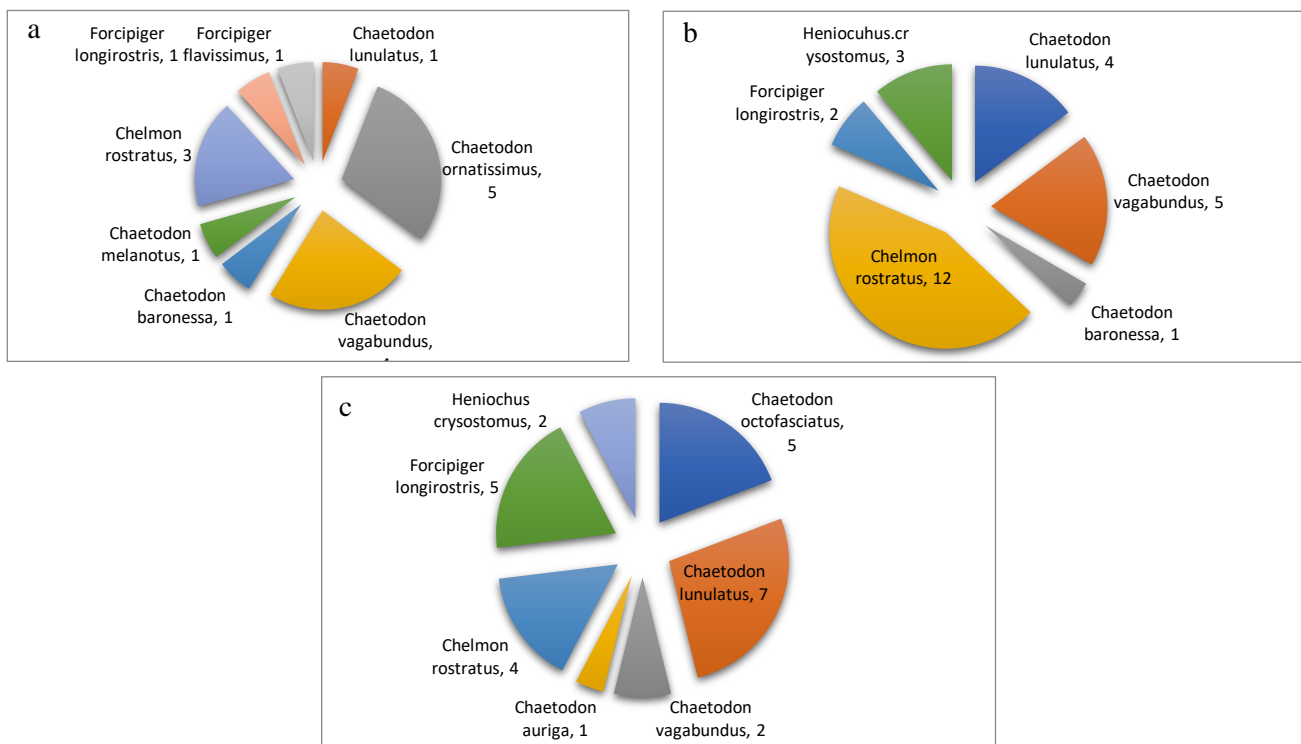 a
Forcipiger
longirostris, 1
Forcipiger
flavissimus, 1
Chaetodon
lunulatus, 1
Chaetodon
ornatissimus,
5
Chelmon
rostratus, 3
Chaetodon
melanotus, 1
Chaetodon
baronessa, 1
Chaetodon
vagabundus,
b
Heniocuhus.cr
ysostomus, 3
Chaetodon
lunulatus, 4
Forcipiger
longirostris, 2
Chaetodon
vagabundus, 5
Chelmon
rostratus, 12
Chaetodon
baronessa, 1
c
Heniochus
crysostomus, 2
Chaetodon
octofasciatus,
5
Forcipiger
longirostris, 5
Chaetodon
lunulatus, 7
Chelmon
rostratus, 4
Chaetodon
auriga, 1
Chaetodon
vagabundus, 2